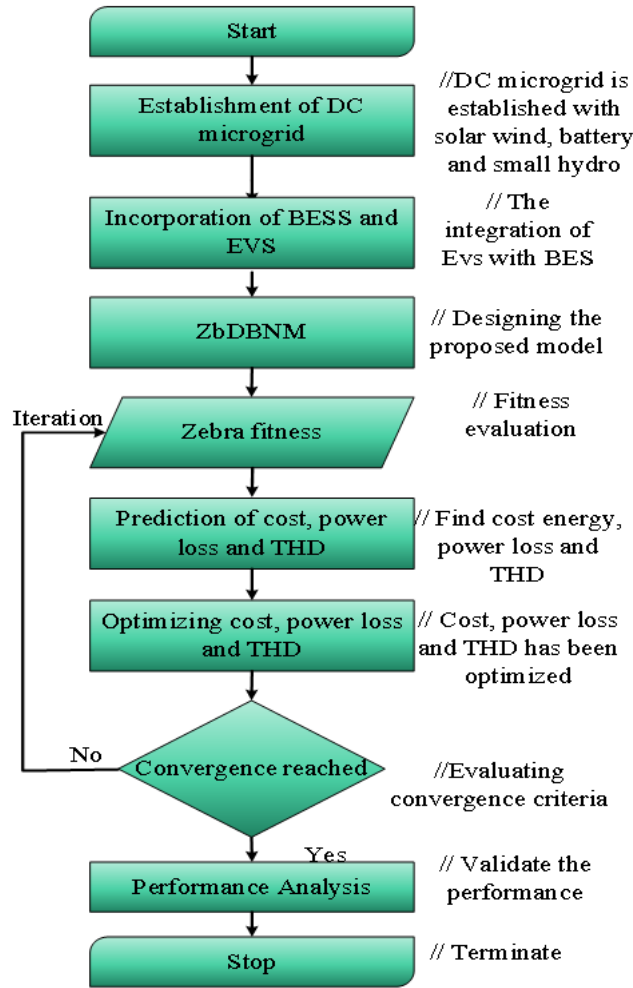 Start
Establishment of DC
microgrid
//DC microgrid is
established with
solar wind, battery
and small hydro
Incorporation of BESS and
EVS
// The
integration of
Evs with BES
ZbDBNM
// Designing the
proposed model
Iteration
Zebra fitness
// Fitness
evaluation
Prediction of cost, power
loss and THD
// Find cost energy,
power loss and
THD
Optimizing cost, power loss
and THD
// Cost, power loss
and THD has been
optimized
No
Convergence reached
//Evaluating
convergence criteria
Yes
Performance Analysis
// Validate the
performance
Stop
// Terminate